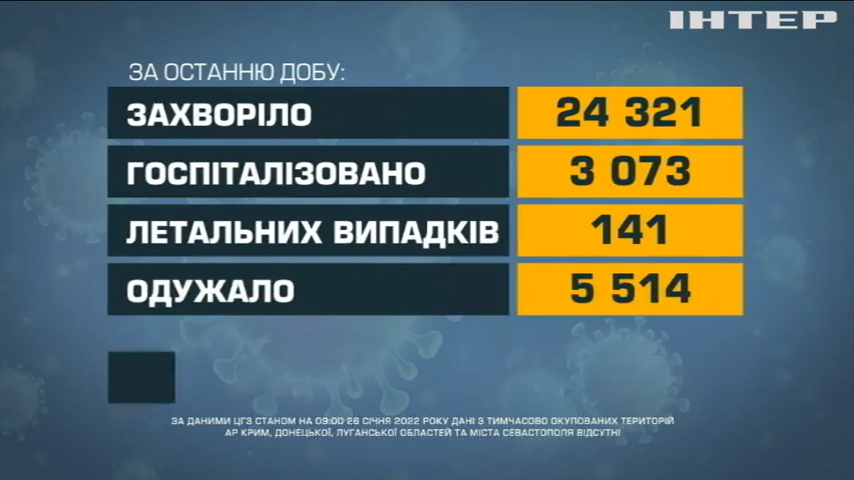 ІНТЕР
ЗА ОСТАННЮ ДОБУ:
ЗАХВОРІЛО 24 321
ГОСПІТАЛІЗОВАНО 3 073
ЛЕТАЛЬНИХ ВИПАДКІВ 141
ОДУЖАЛО 5 514
ЗА ДАНИМИ ЦГЗ СТАНОМ НА 09:00 26 СІЧНЯ 2022 РОКУ ДАНІ З ТИМЧАСОВО ОКУПОВАНИХ ТЕРИТОРІЙ
АР КРИМ, ДОНЕЦЬКОЇ, ЛУГАНСЬКОЇ ОБЛАСТЕЙ ТА МІСТА СЕВАСТОПОЛЯ ВІДСУТНІ